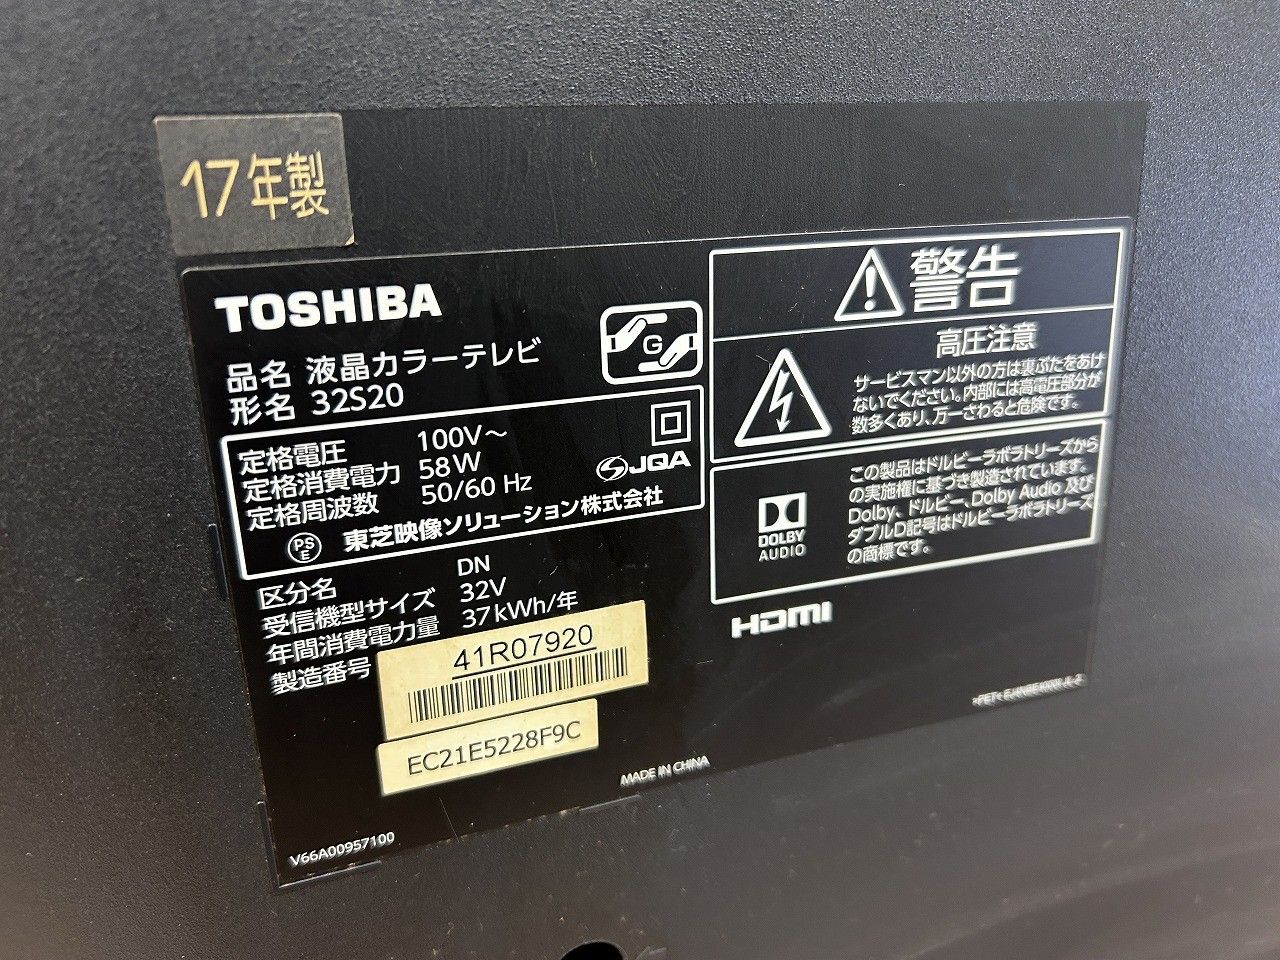 17年製
TOSHIBA
品名 液晶カラーテレビ
形名 32S20
G
定格電圧 100V～
定格消費電力 58W
定格周波数 50/60 Hz
JQA
PS
E
東芝映像ソリューション株式会社
区分名 DN
受信機型サイズ 32V
年間消費電力量 37kWh/年
製造番号
41R07920
EC21E5228F9C
V66A00957100
MADE IN CHINA
警告
高圧注意
サービスマン以外の方は裏ぶたをあけ
ないでください。内部には高電圧部分が
数多くあり、万一さわると危険です。
DOLBY
AUDIO
この製品はドルビーラボラトリーズから
の実施権に基づき製造されています。
Dolby、ドルビー、Dolby Audio 及び
ダブルD記号はドルビーラボラトリーズ
の商標です。
HDMI
>PET<